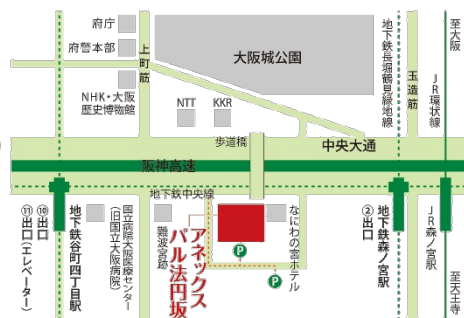 府庁
府警本部
NHK・大阪
歴史博物館
上町筋
大阪城公園
NTT
KKR
歩道橋
中央大通
地下鉄長堀鶴見緑地線
玉造筋
JR環状線
至大阪
阪神高速
地下鉄中央線
⑩出口
⑪出口(エレベーター)
地下鉄谷町四丁目駅
国立病院大阪医療センター
(旧国立大阪病院)
難波宮跡
アネックス
パル法円坂
P
P
なにわの宮ホテル
②出口
地下鉄森ノ宮駅
JR森ノ宮駅
至天王寺